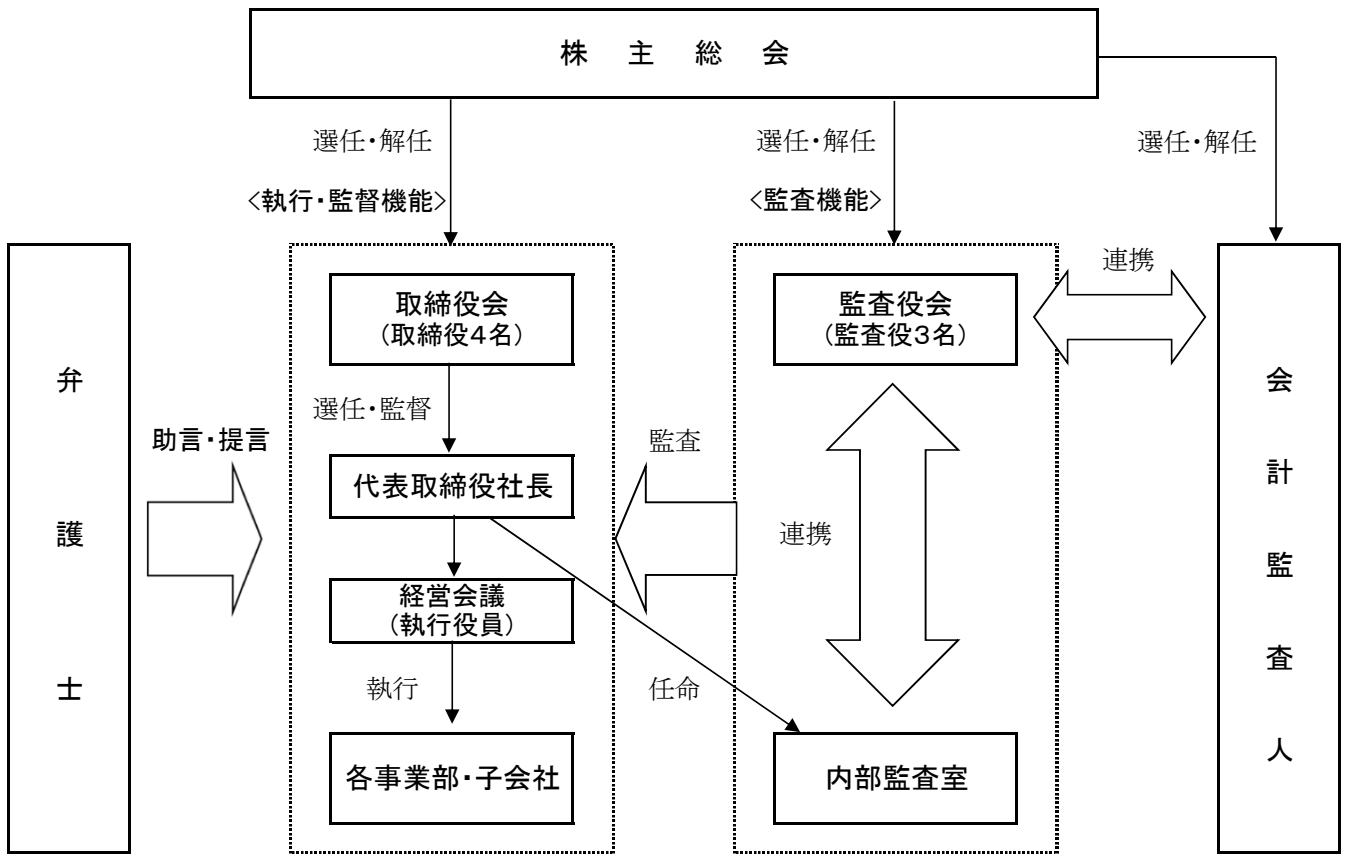 株主総会
選任・解任
選任・解任
選任・解任
<執行・監督機能>
<監査機能>
弁護士
助言・提言
取締役会
(取締役4名)
選任・監督
代表取締役社長
経営会議
(執行役員)
執行
各事業部・子会社
監査
任命
監査役会
(監査役3名)
連携
内部監査室
連携
会計監査人